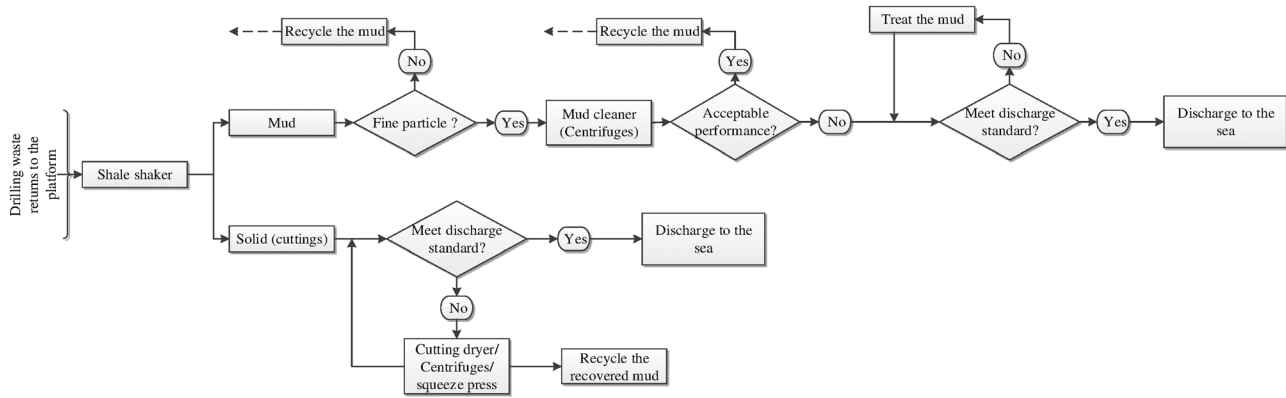 Drilling waste
returns to the
platform
Shale shaker
Mud
Fine particle ?
No
Recycle the mud
Yes
Mud cleaner
(Centrifuges)
Acceptable
performance?
Yes
Recycle the mud
No
Meet discharge
standard?
No
Treat the mud
Yes
Discharge to the
sea
Solid (cuttings)
Meet discharge
standard?
Yes
Discharge to the
sea
No
Cutting dryer/
Centrifuges/
squeeze press
Recycle the
recovered mud